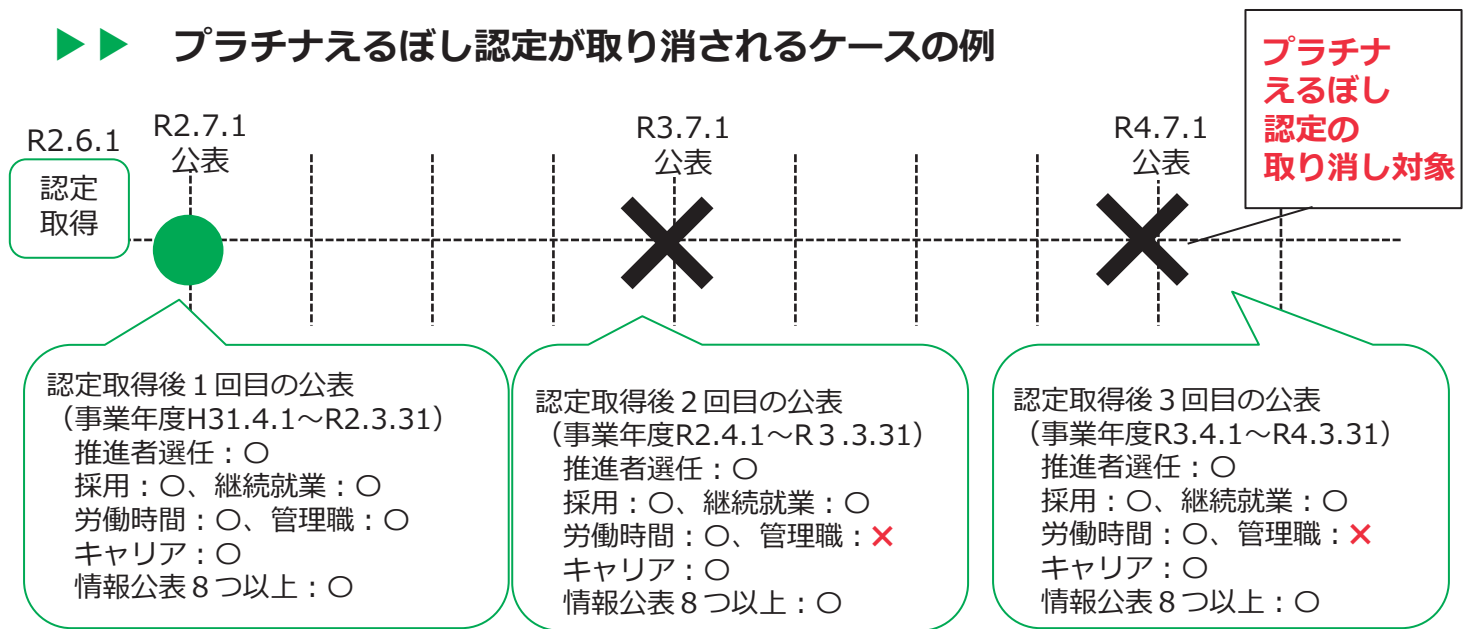 ▶▶ プラチナえるぼし認定が取り消されるケースの例
プラチナ
えるぼし
認定の
取り消し対象
R2.6.1
認定
取得
R2.7.1
公表
R3.7.1
公表
R4.7.1
公表
認定取得後１回目の公表
（事業年度H31.4.1～R2.3.31）
推進者選任：〇
採用：〇、継続就業：〇
労働時間：〇、管理職：〇
キャリア：〇
情報公表８つ以上：〇
認定取得後２回目の公表
（事業年度R2.4.1～R３.3.31）
推進者選任：〇
採用：〇、継続就業：〇
労働時間：〇、管理職：×
キャリア：〇
情報公表８つ以上：〇
認定取得後３回目の公表
（事業年度R3.4.1～R4.3.31）
推進者選任：〇
採用：〇、継続就業：〇
労働時間：〇、管理職：×
キャリア：〇
情報公表８つ以上：〇